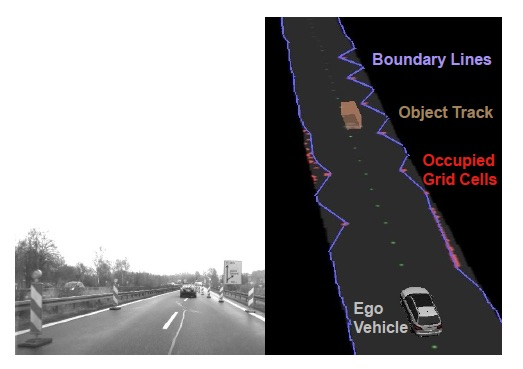 Boundary Lines
Object Track
Occupied
Grid Cells
Ego
Vehicle